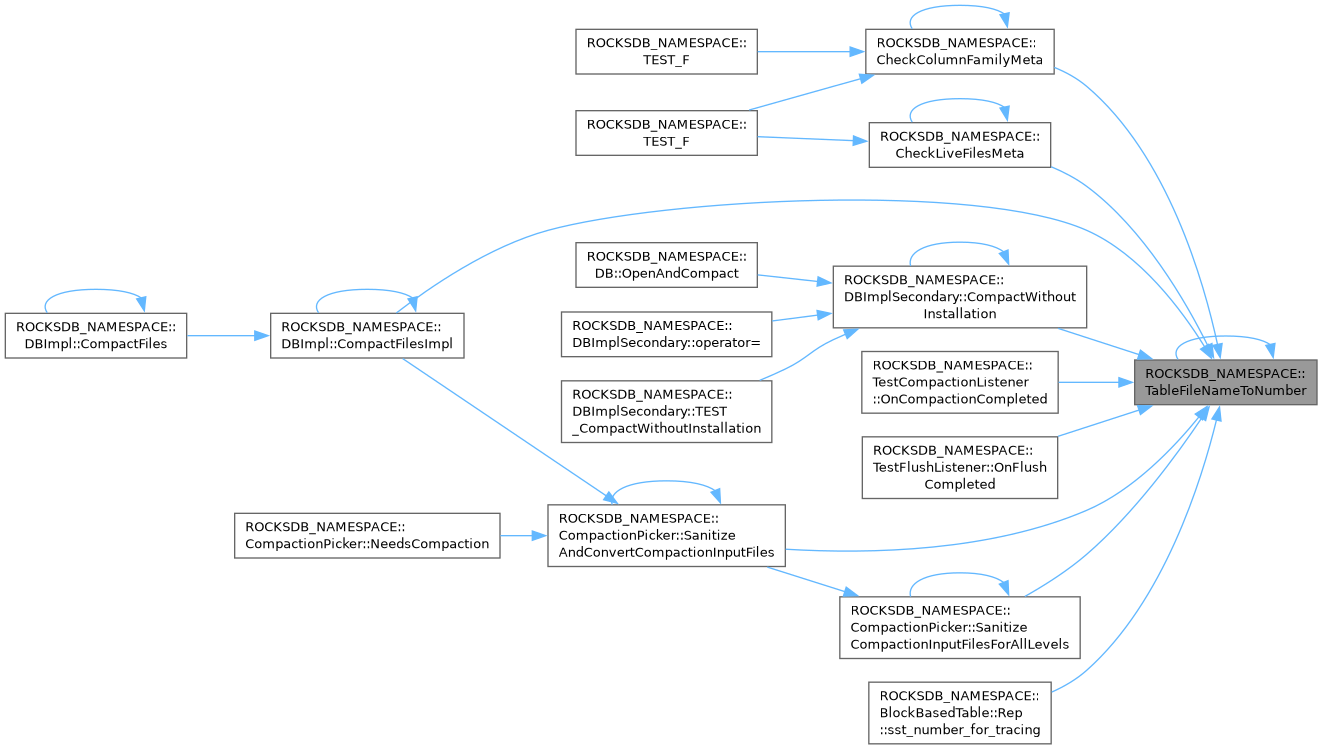 ROCKSDB_NAMESPACE::
TEST_F
ROCKSDB_NAMESPACE::
CheckColumnFamilyMeta
ROCKSDB_NAMESPACE::
TEST_F
ROCKSDB_NAMESPACE::
CheckLiveFilesMeta
ROCKSDB_NAMESPACE::
DB::OpenAndCompact
ROCKSDB_NAMESPACE::
DBImplSecondary::CompactWithout
Installation
ROCKSDB_NAMESPACE::
DBImpl::CompactFiles
ROCKSDB_NAMESPACE::
DBImpl::CompactFilesImpl
ROCKSDB_NAMESPACE::
DBImplSecondary::operator=
ROCKSDB_NAMESPACE::
TestCompactionListener
::OnCompactionCompleted
ROCKSDB_NAMESPACE::
TableFileNameToNumber
ROCKSDB_NAMESPACE::
DBImplSecondary::TEST
_CompactWithoutInstallation
ROCKSDB_NAMESPACE::
TestFlushListener::OnFlush
Completed
ROCKSDB_NAMESPACE::
CompactionPicker::NeedsCompaction
ROCKSDB_NAMESPACE::
CompactionPicker::Sanitize
AndConvertCompactionInputFiles
ROCKSDB_NAMESPACE::
CompactionPicker::Sanitize
CompactionInputFilesForAllLevels
ROCKSDB_NAMESPACE::
BlockBasedTable::Rep
::sst_number_for_tracing